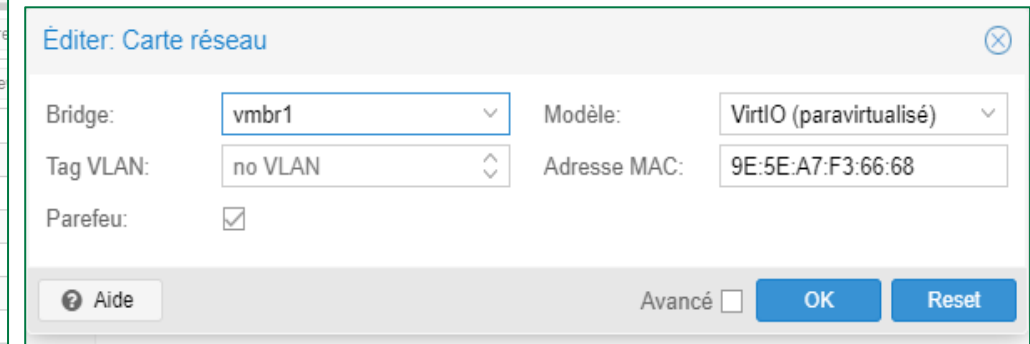 Éditer: Carte réseau
Bridge: vmbr1 Modèle: VirtIO (paravirtualisé)
Tag VLAN: no VLAN Adresse MAC: 9E:5E:A7:F3:66:68
Parefeu:
Aide Avancé OK Reset